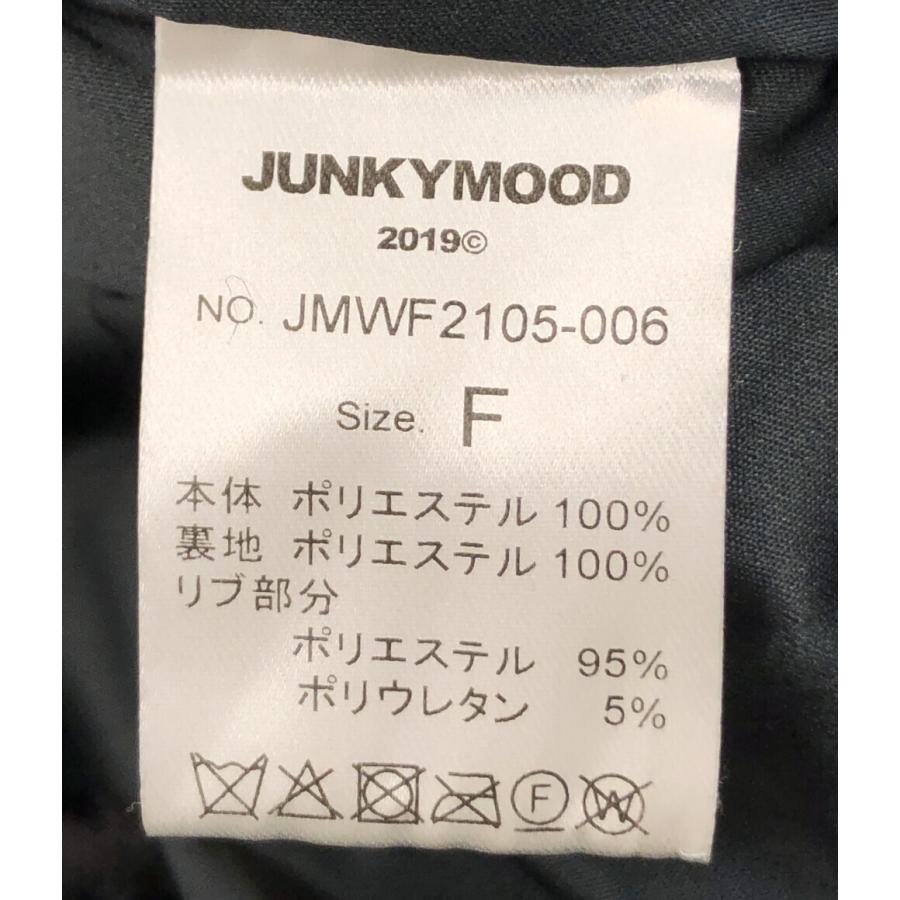 JUNKYMOOD
2019©
NO. JMWF2105-006
Size. F
本体 ポリエステル 100%
裏地 ポリエステル 100%
リブ部分
ポリエステル 95%
ポリウレタン 5%
F W